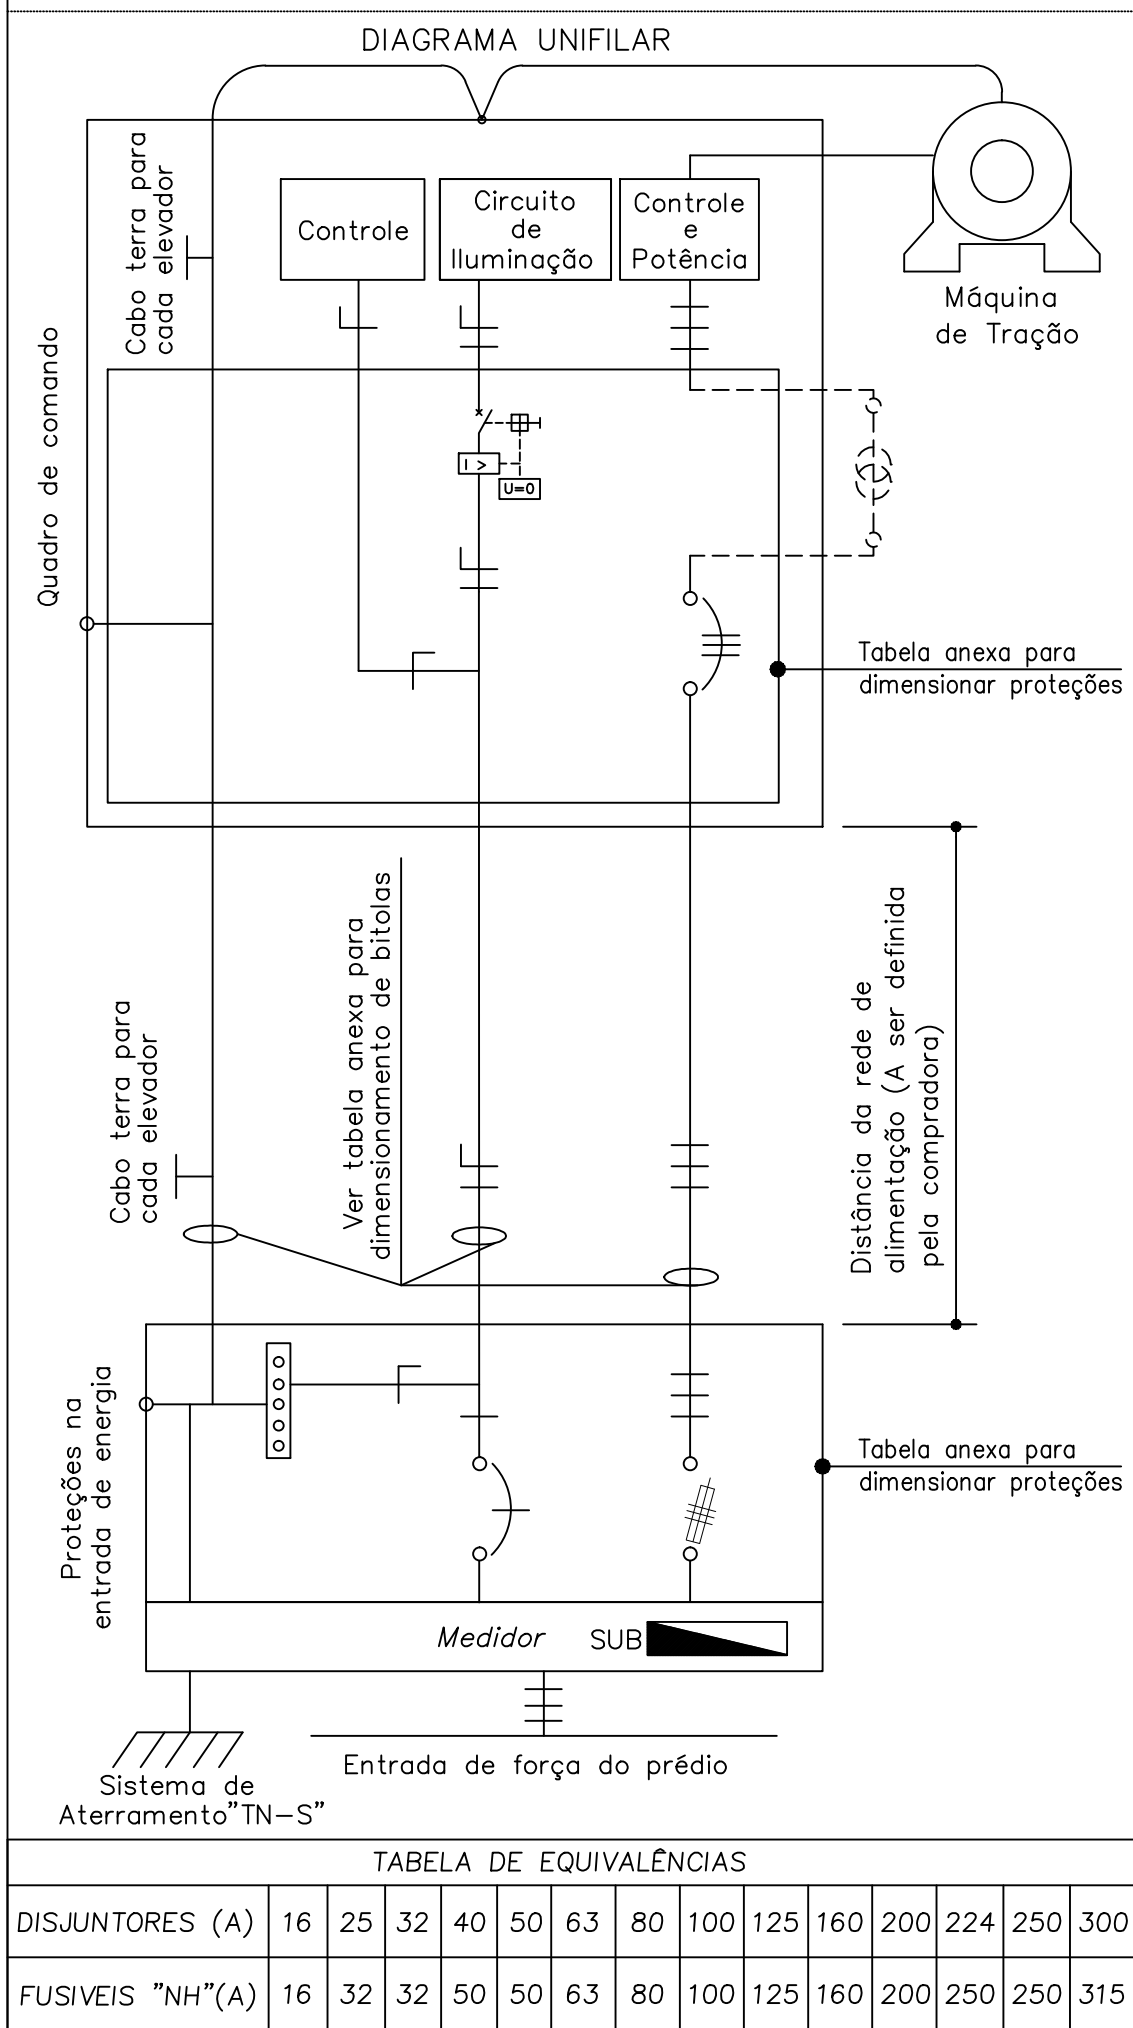 DIAGRAMA UNIFILAR
Cabo terra para
cada elevador
Controle
Circuito
de
Iluminação
Controle
e
Potência
Máquina
de Tração
Quadro de comando
I >
U=0
Tabela anexa para
dimensionar proteções
Ver tabela anexa para
dimensionamento de bitolas
Distância da rede de
alimentação (A ser definida
pela compradora)
Cabo terra para
cada elevador
Proteções na
entrada de energia
Tabela anexa para
dimensionar proteções
Medidor SUB
Entrada de força do prédio
Sistema de
Aterramento"TN-S"
TABELA DE EQUIVALÊNCIAS
DISJUNTORES (A) 16 25 32 40 50 63 80 100 125 160 200 224 250 300
FUSIVEIS "NH"(A) 16 32 32 50 50 63 80 100 125 160 200 250 250 315